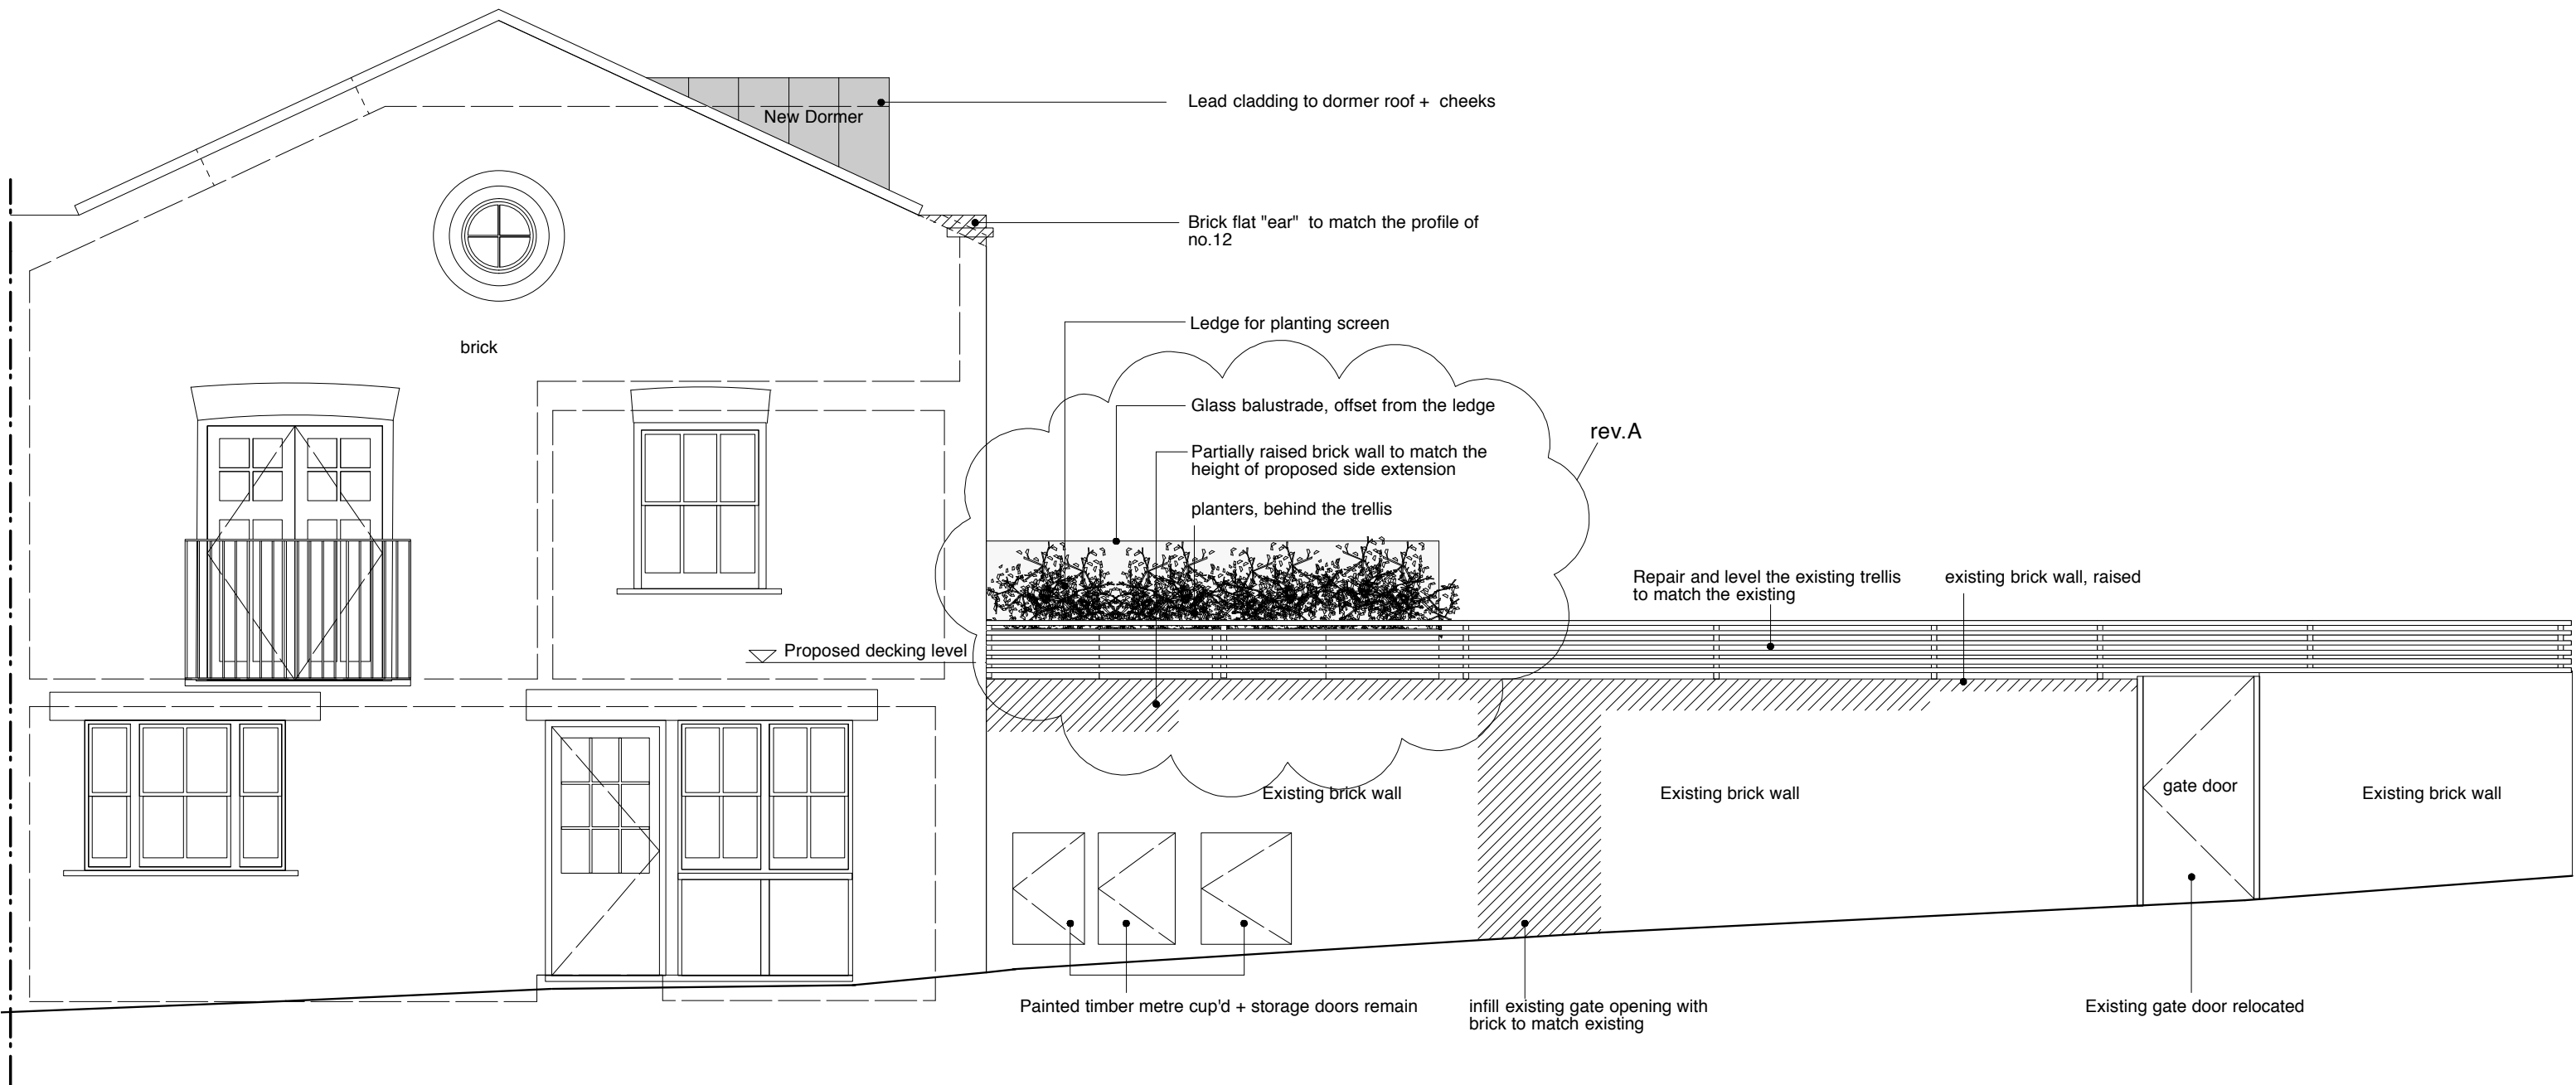 Lead cladding to dormer roof +  cheeks
New Dormer
Brick flat "ear"  to match the profile of
no.12
Ledge for planting screen
brick
Glass balustrade, offset from the ledge
rev.A
Partially raised brick wall to match the
height of proposed side extension
planters, behind the trellis
Repair and level the existing trellis
to match the existing
existing brick wall, raised
Proposed decking level
Existing brick wall
Existing brick wall
gate door
Existing brick wall
Painted timber metre cup'd + storage doors remain
infill existing gate opening with
brick to match existing
Existing gate door relocated